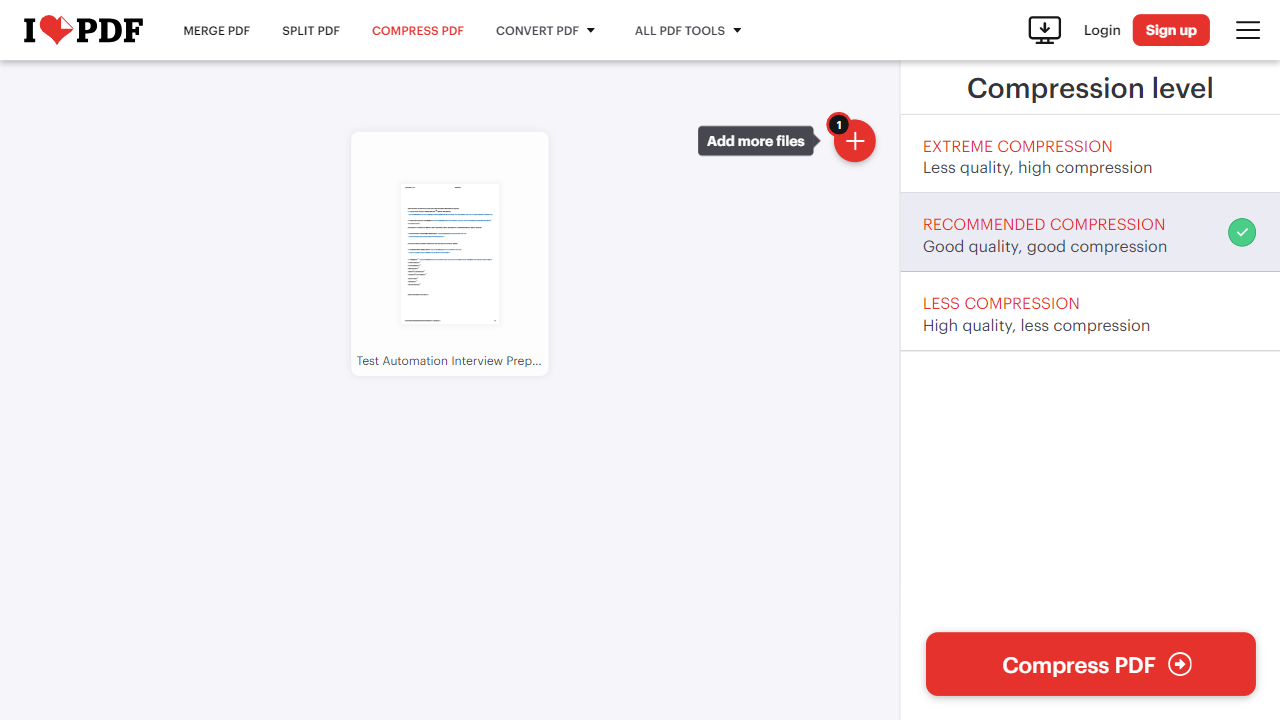 I PDF
MERGE PDF
SPLIT PDF
COMPRESS PDF
CONVERT PDF
ALL PDF TOOLS
Login
Sign up
Add more files
1
Test Automation Interview Prep...
Compression level
EXTREME COMPRESSION
Less quality, high compression
RECOMMENDED COMPRESSION
Good quality, good compression
LESS COMPRESSION
High quality, less compression
Compress PDF